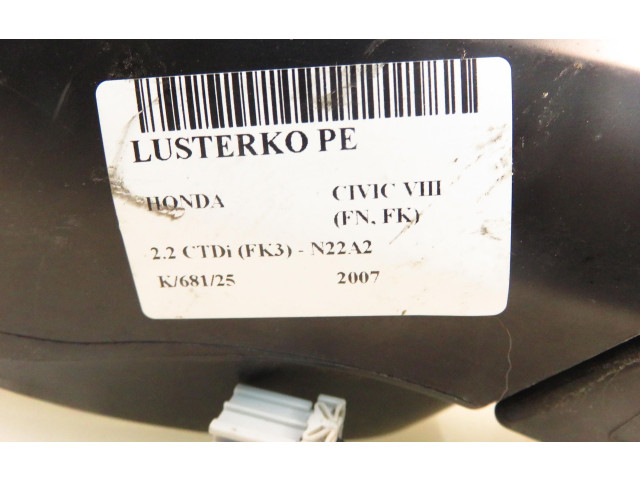 LUSTERKO PE
HONDA CIVIC VIII
(FN, FK)
2.2 CTDi (FK3) - N22A2
K/681/25 2007